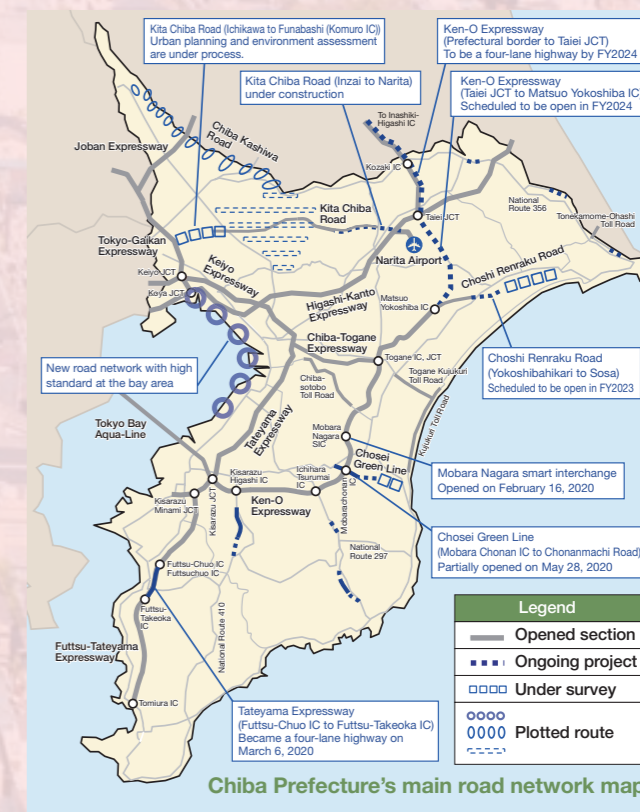 Kita Chiba Road (Ichikawa to Funabashi (Komuro IC))
Urban planning and environment assessment
are under process.
Ken-O Expressway
(Prefectural border to Taiei JCT)
To be a four-lane highway by FY2024
Kita Chiba Road (Inzai to Narita)
under construction
Ken-O Expressway
(Taiei JCT to Matsuo Yokoshiba IC)
Scheduled to be open in FY2024
To Inashiki-
Higashi IC
Chiba Kashiwa
Road
Joban Expressway
Kozaki IC
National
Route 356
Kita Chiba
Road
Taiei JCT
Tonekamome-Ohashi
Toll Road
Tokyo-Gaikan
Expressway
Narita Airport
Keiyo JCT
Keiyo
Expressway
Choshi Renraku Road
Koya JCT
Higashi-Kanto
Expressway
Matsuo
Yokoshiba IC
Chiba-Togane
Expressway
Togane IC, JCT
Choshi Renraku Road
(Yokoshibahikari to Sosa)
Scheduled to be open in FY2023
New road network with high
standard at the bay area
Chiba-
sotobo
Toll Road
Togane Kujukuri
Toll Road
Kujukuri Toll Road
Tokyo Bay
Aqua-Line
Tateyama
Expressway
Mobara
Nagara
SIC
Chosei
Green Line
Mobara Nagara smart interchange
Opened on February 16, 2020
Kisarazu
Higashi IC
Ichihara
Tsurumai
IC
Kisarazu
Minami JCT
Kisarazu JCT
Ken-O
Expressway
Mobarachonan
IC
Chosei Green Line
(Mobara Chonan IC to Chonanmachi Road)
Partially opened on May 28, 2020
National
Route 297
Futtsu-Chuo IC
Futtsuchuo IC
Futtsu-
Takeoka
IC
National Route 410
Futtsu-Tateyama
Expressway
Tomiura IC
Tateyama Expressway
(Futtsu-Chuo IC to Futtsu-Takeoka IC)
Became a four-lane highway on
March 6, 2020
Legend
Opened section
Ongoing project
Under survey
Plotted route
Chiba Prefecture's main road network map